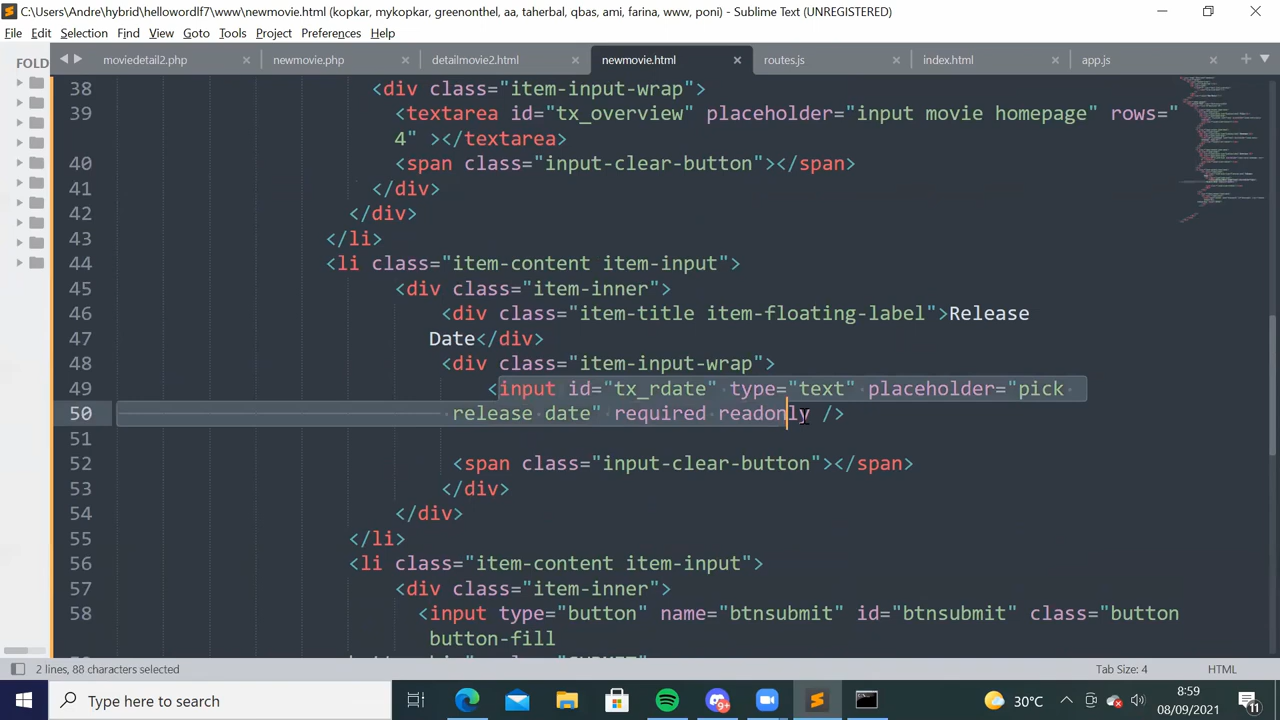 C:\Users\Andre\hybrid\hellowordlf7\www\newmovie.html (kopkar, mykopkar, greenonthel, aa, taherbal, qbas, ami, farina, www, puni) - Sublime Text (UNREGISTERED)
File Edit Selection Find View Goto Tools Project Preferences Help
FOLD
moviedetail2.php newmovie.php detailmovie2.html newmovie.html routes.js index.html app.js
38 <div class="item-input-wrap">
39 <textarea id="tx_overview" placeholder="input movie homepage" rows="
4" ></textarea>
40 <span class="input-clear-button"></span>
41 </div>
42 </div>
43 </li>
44 <li class="item-content item-input">
45 <div class="item-inner">
46 <div class="item-title item-floating-label">Release
47 Date</div>
48 <div class="item-input-wrap">
49 <input id="tx_rdate" type="text" placeholder="pick
50 release date" required readonly />
51
52 <span class="input-clear-button"></span>
53 </div>
54 </div>
55 </li>
56 <li class="item-content item-input">
57 <div class="item-inner">
58 <input type="button" name="btnsubmit" id="btnsubmit" class="button
button-fill
2 lines, 88 characters selected Tab Size: 4 HTML
Type here to search 9+ 30°C 8:59
08/09/2021 11